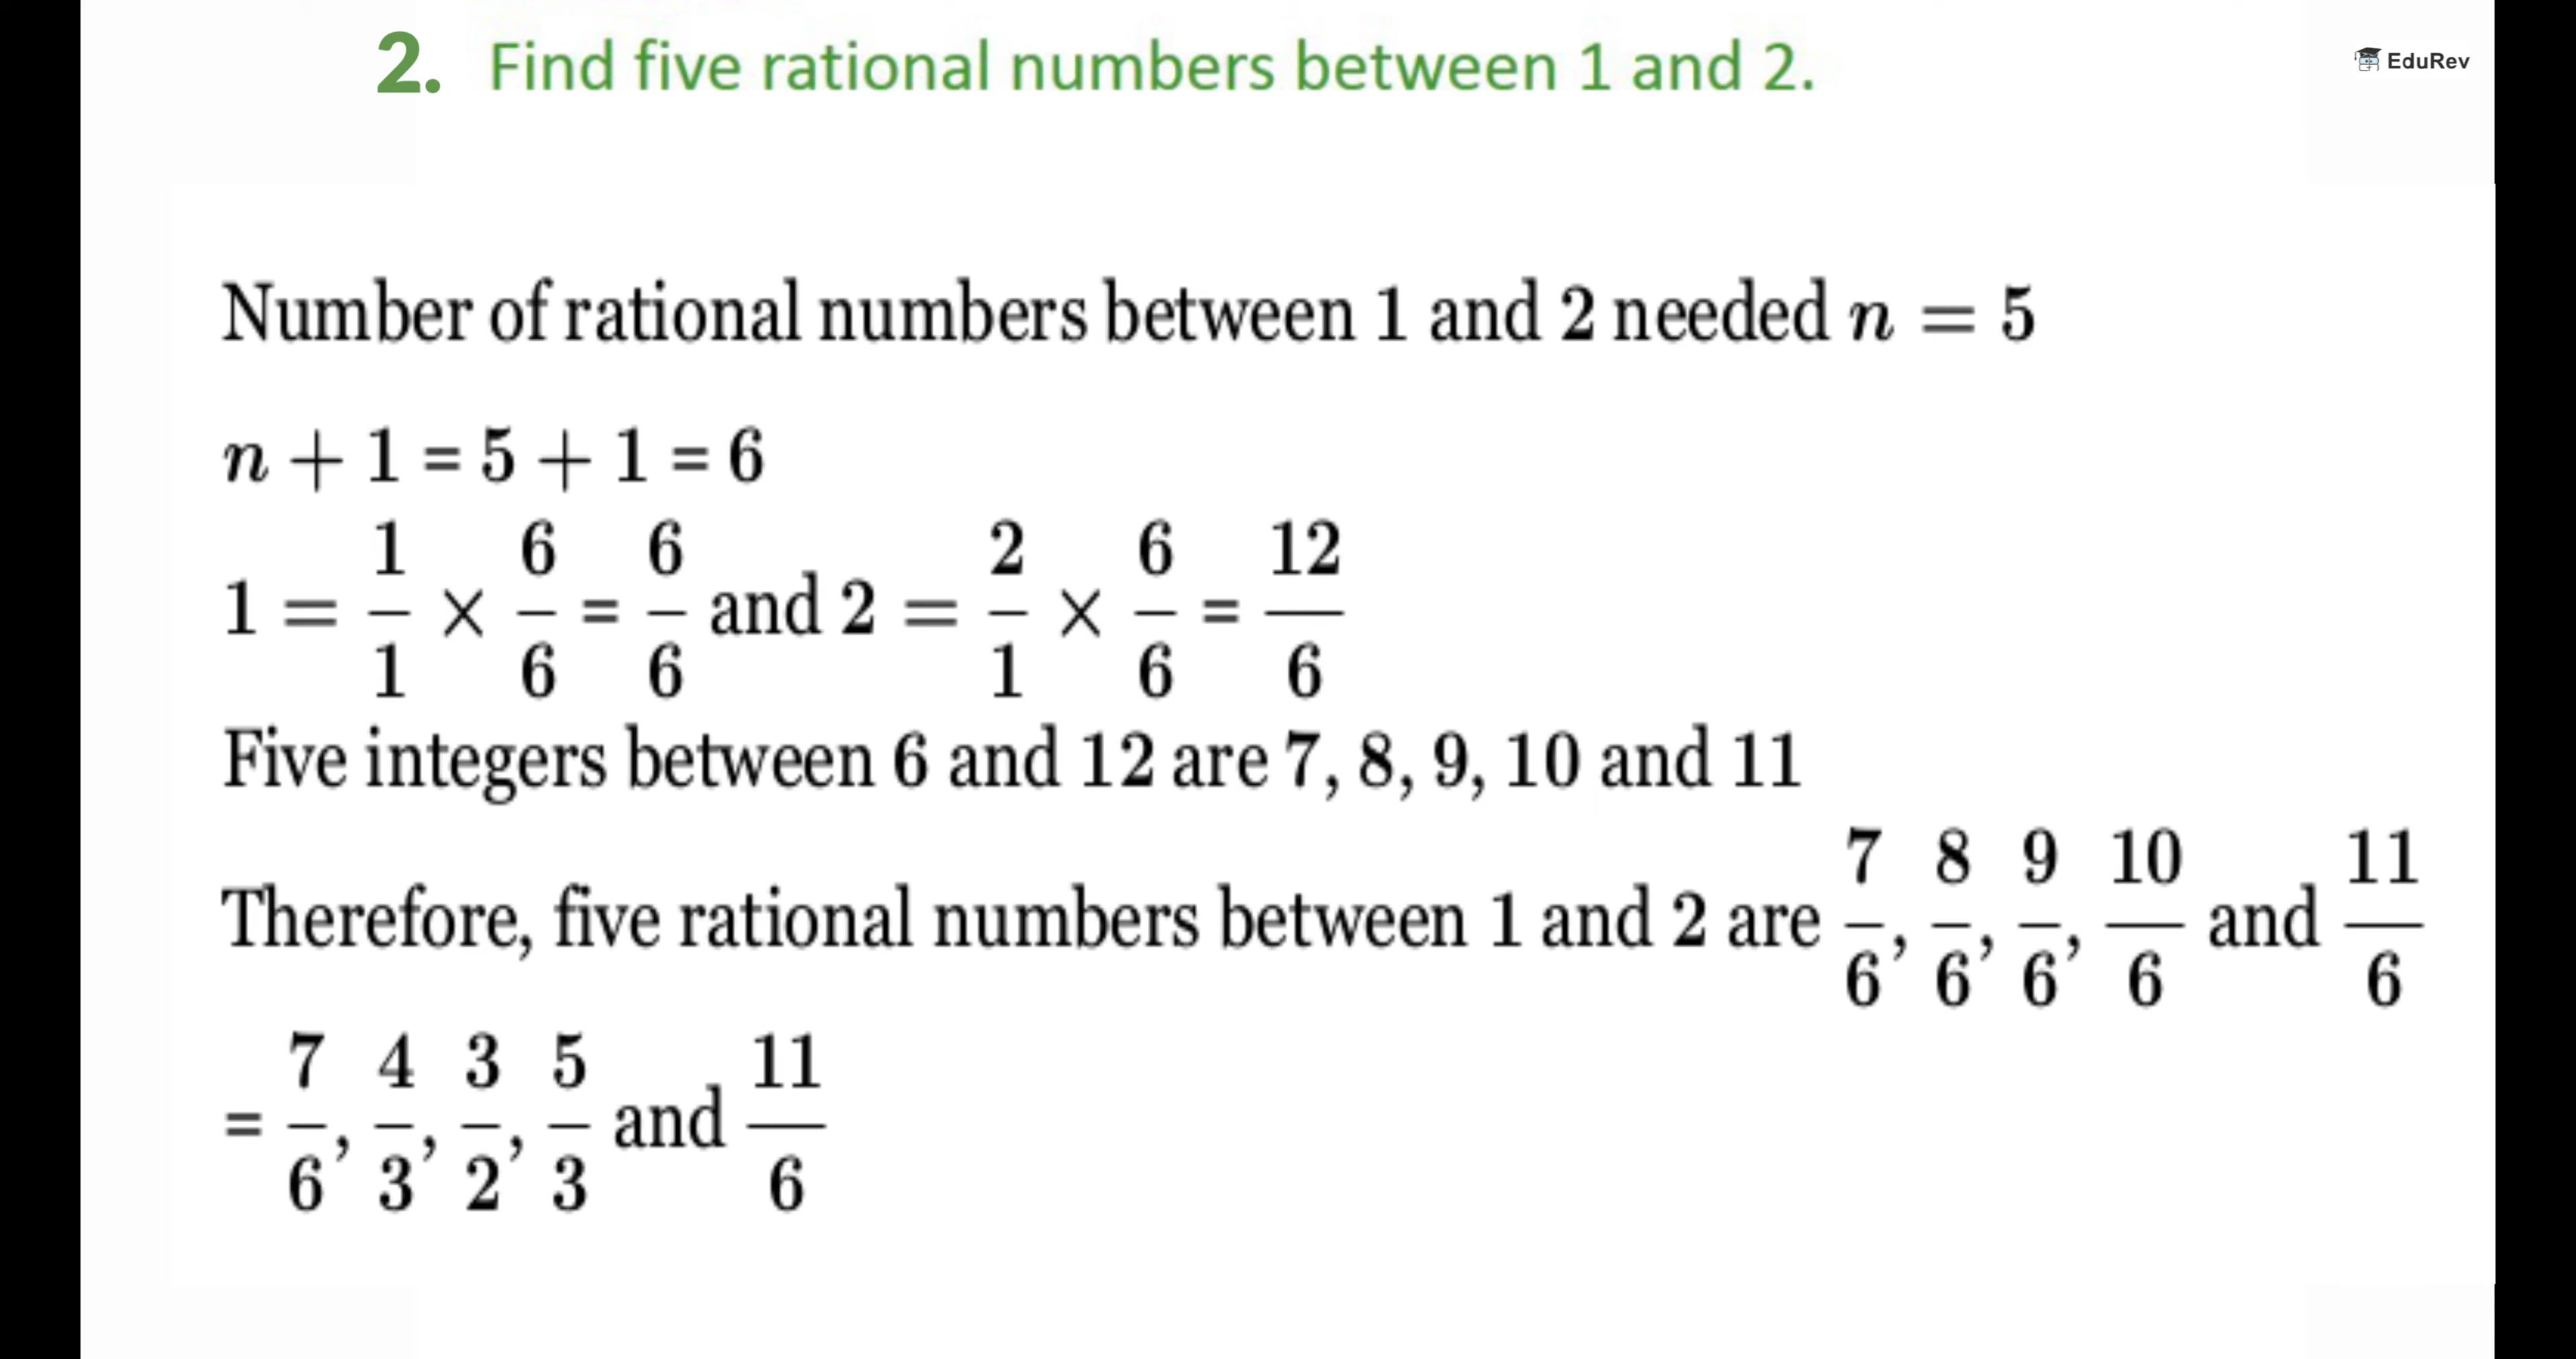 2. Find five rational numbers between 1 and 2.
EduRev
Number of rational numbers between 1 and 2 needed n = 5
n + 1 = 5 + 1 = 6
1 = 1/1 × 6/6 = 6/6 and 2 = 2/1 × 6/6 = 12/6
Five integers between 6 and 12 are 7, 8, 9, 10 and 11
Therefore, five rational numbers between 1 and 2 are 7/6, 8/6, 9/6, 10/6 and 11/6
= 7/6, 4/3, 3/2, 5/3 and 11/6